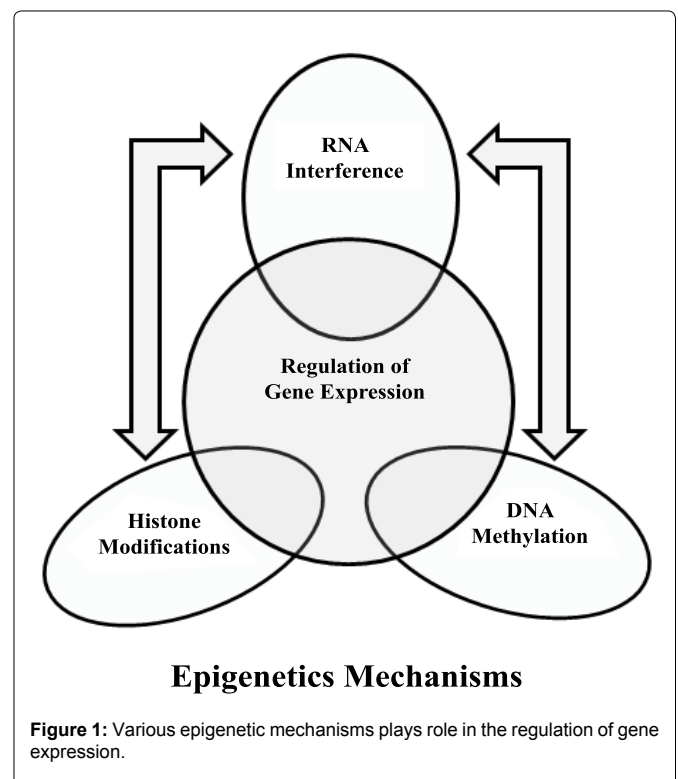 RNA
Interference
Regulation of
Gene Expression
Histone
Modifications
DNA
Methylation
Epigenetics Mechanisms
Figure 1: Various epigenetic mechanisms plays role in the regulation of gene
expression.